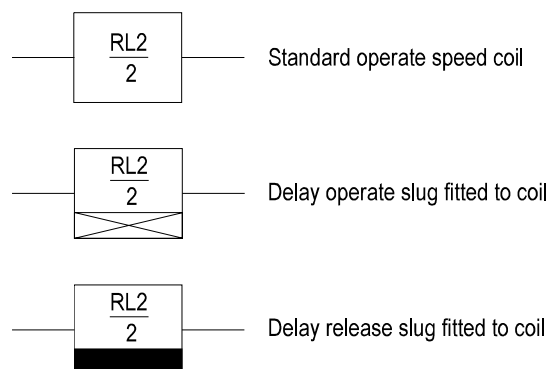 RL2
2
Standard operate speed coil
RL2
2
Delay operate slug fitted to coil
RL2
2
Delay release slug fitted to coil